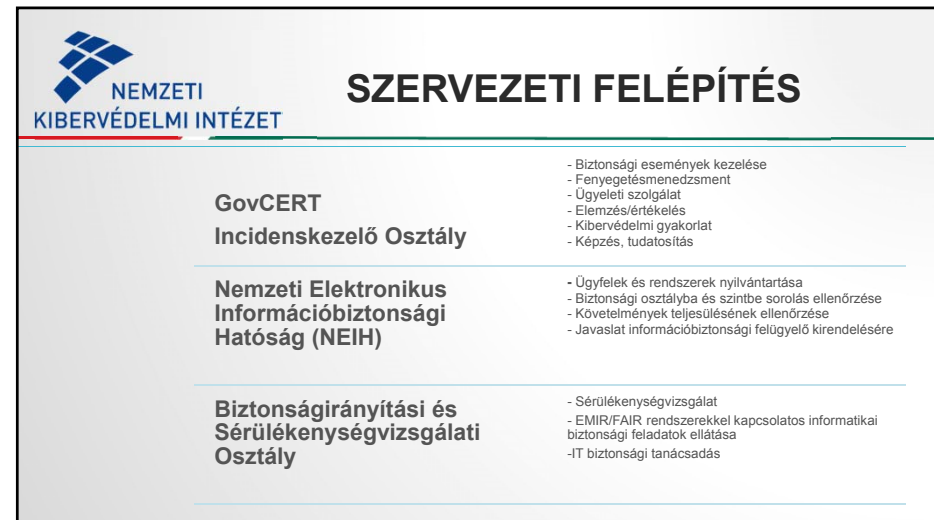 NEMZETI
KIBERVÉDELMI INTÉZET
SZERVEZETI FELÉPÍTÉS
GovCERT
Incidenskezelő Osztály
- Biztonsági események kezelése
- Fenyegetésmenedzsment
- Ügyeleti szolgálat
- Elemzés/értékelés
- Kibervédelmi gyakorlat
- Képzés, tudatosítás
Nemzeti Elektronikus
Információbiztonsági
Hatóság (NEIH)
- Ügyfelek és rendszerek nyilvántartása
- Biztonsági osztályba és szintbe sorolás ellenőrzése
- Követelmények teljesülésének ellenőrzése
- Javaslat információbiztonsági felügyelő kirendelésére
Biztonságirányítási és
Sérülékenységvizsgálati
Osztály
- Sérülékenységvizsgálat
- EMIR/FAIR rendszerekkel kapcsolatos informatikai
biztonsági feladatok ellátása
-IT biztonsági tanácsadás